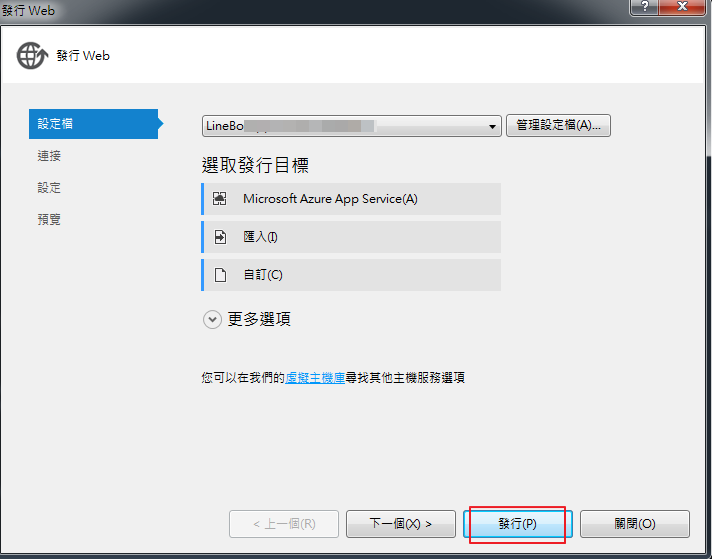 發行 Web
?
發行 Web
設定檔
連接
設定
預覽
LineBo
管理設定檔(A)...
選取發行目標
Microsoft Azure App Service(A)
匯入(I)
自訂(C)
更多選項
您可以在我們的虛擬主機庫尋找其他主機服務選項
< 上一個(R)
下一個(X) >
發行(P)
關閉(O)